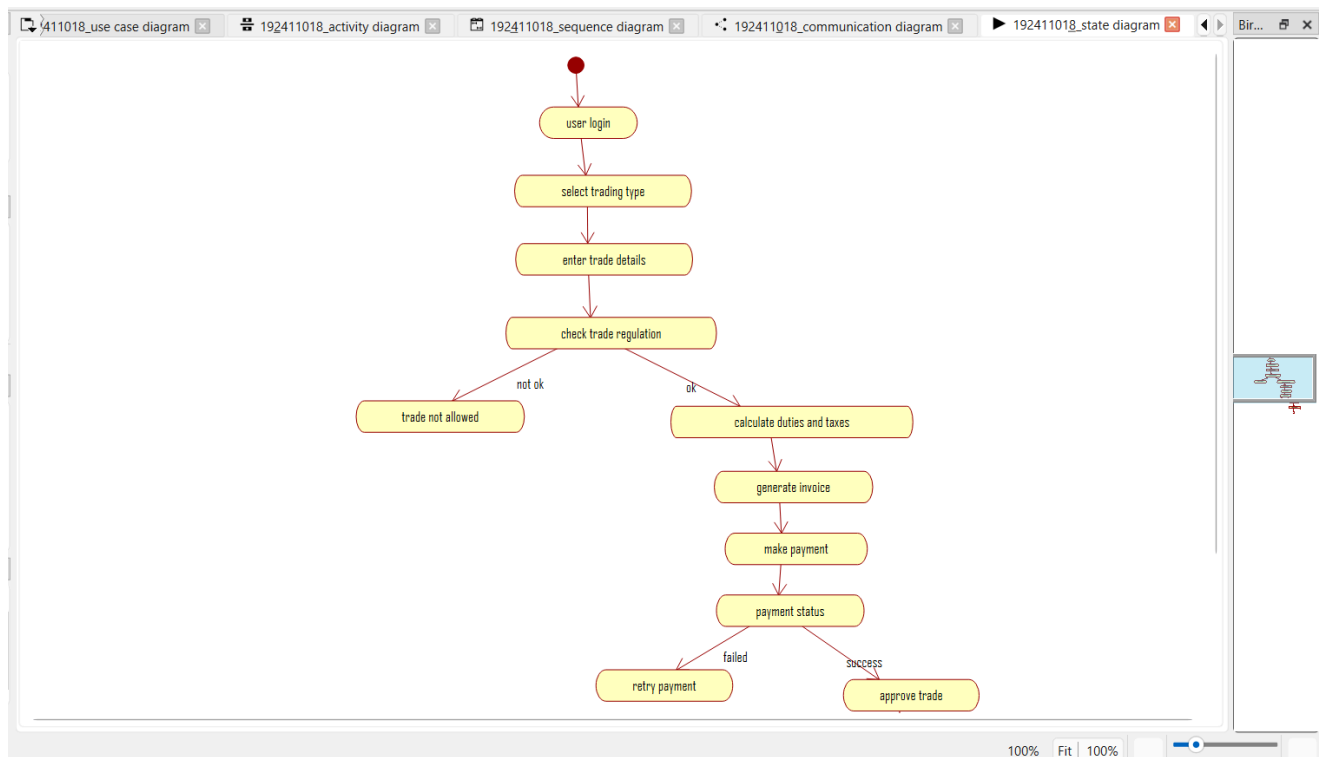 411018_use case diagram
192411018_activity diagram
192411018_sequence diagram
192411018_communication diagram
192411018_state diagram
Bir...
user login
select trading type
enter trade details
check trade regulation
not ok
ok
trade not allowed
calculate duties and taxes
generate invoice
make payment
payment status
failed
success
retry payment
approve trade
100% Fit 100%